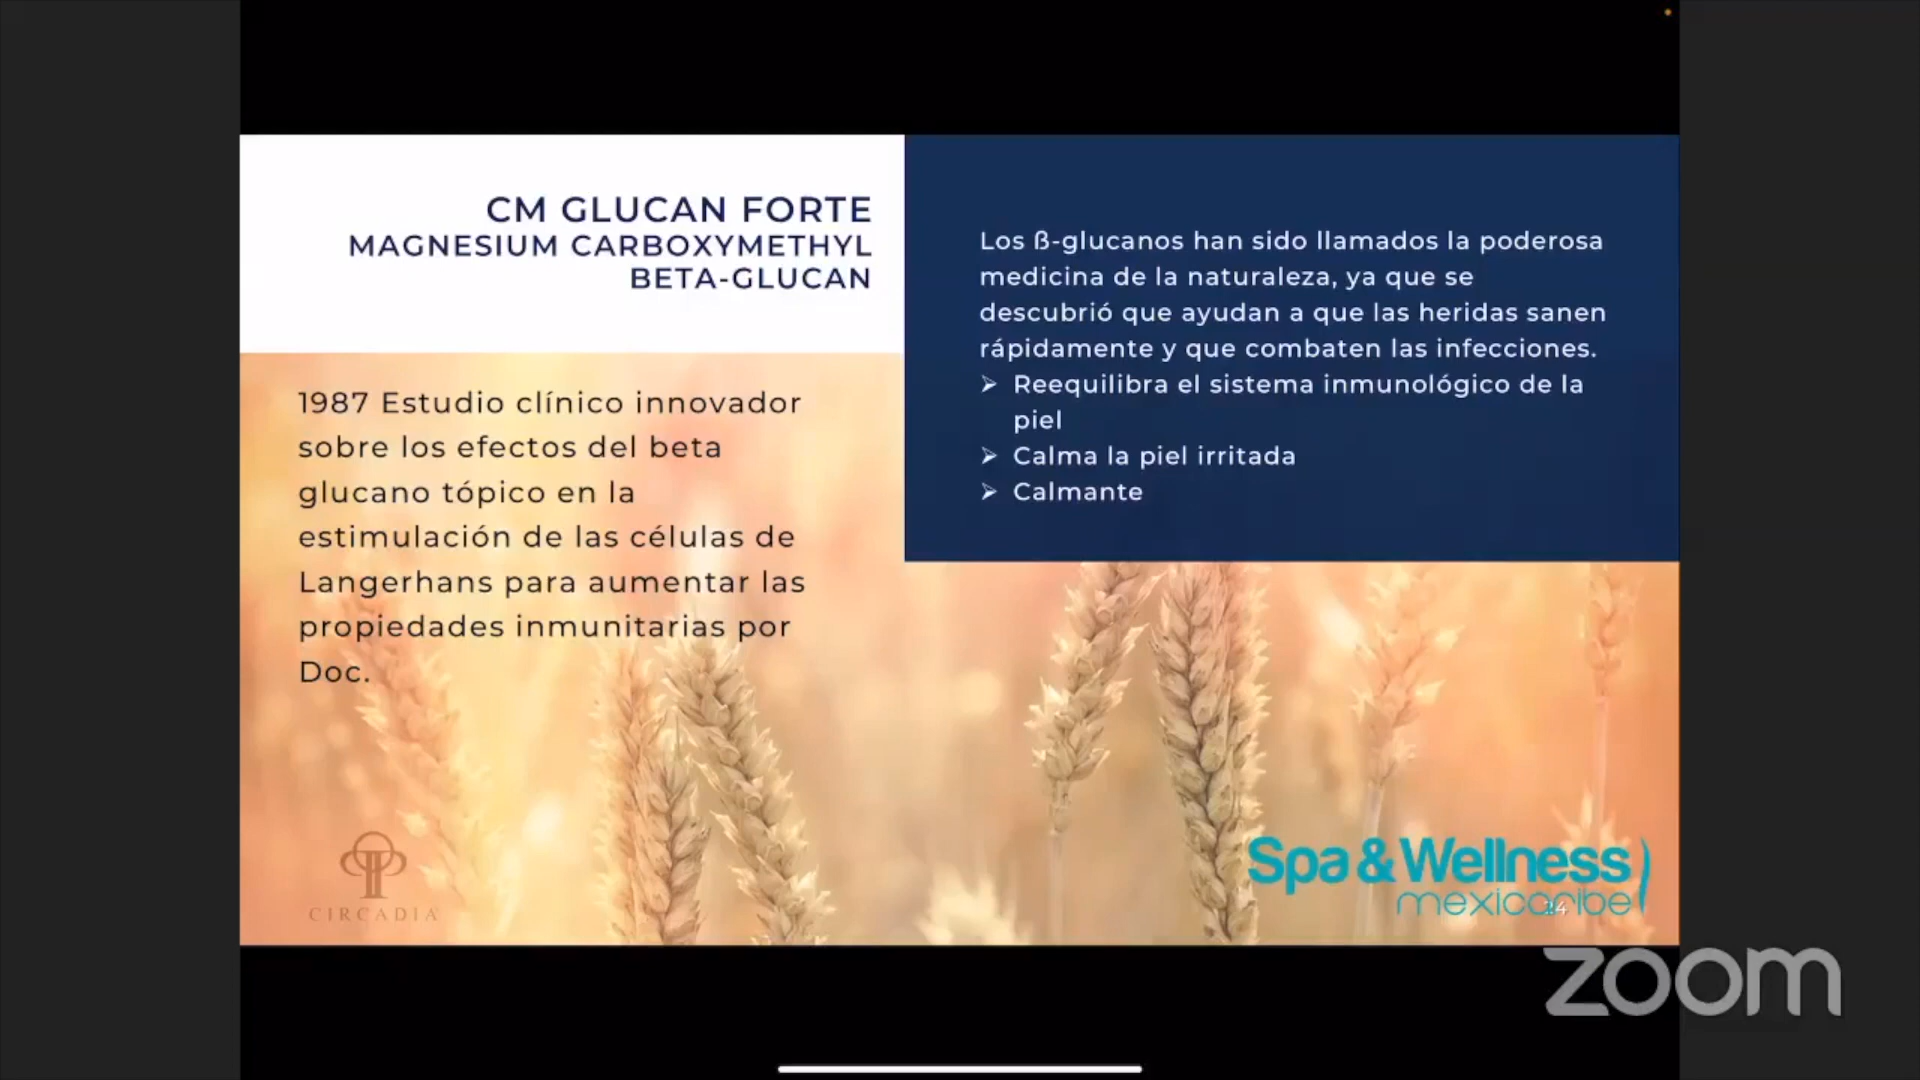 CM GLUCAN FORTE
MAGNESIUM CARBOXYMETHYL
BETA-GLUCAN
1987 Estudio clínico innovador
sobre los efectos del beta
glucano tópico en la
estimulación de las células de
Langerhans para aumentar las
propiedades inmunitarias por
Doc.
Los ß-glucanos han sido llamados la poderosa
medicina de la naturaleza, ya que se
descubrió que ayudan a que las heridas sanen
rápidamente y que combaten las infecciones.
➢ Reequilibra el sistema inmunológico de la
piel
➢ Calma la piel irritada
➢ Calmante
CIRCADIA
Spa & Wellness
mexicaribe
24
zoom